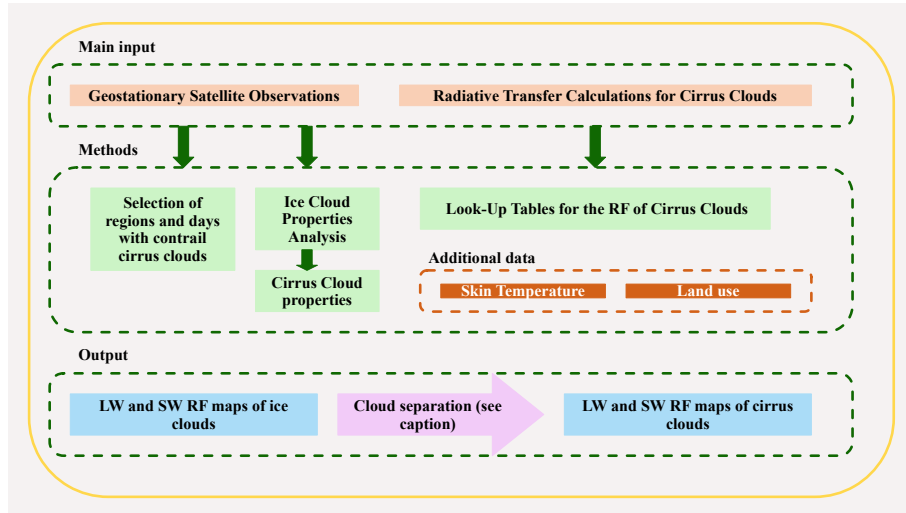 Main input
Geostationary Satellite Observations
Radiative Transfer Calculations for Cirrus Clouds
Methods
Selection of
regions and days
with contrail
cirrus clouds
Ice Cloud
Properties
Analysis
Cirrus Cloud
properties
Look-Up Tables for the RF of Cirrus Clouds
Additional data
Skin Temperature
Land use
Output
LW and SW RF maps of ice
clouds
Cloud separation (see
caption)
LW and SW RF maps of cirrus
clouds